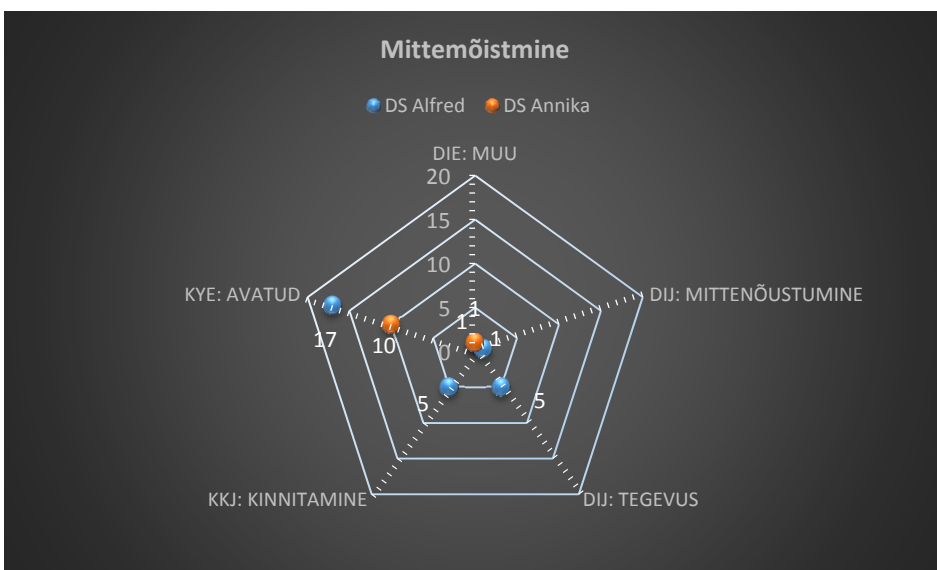 Mittemõistmine
DS Alfred DS Annika
DIE: MUU
20
15
10
5
0
1
1
1
KYE: AVATUD
DIJ: MITTENÕUSTUMINE
17
10
5
5
KKJ: KINNITAMINE
DIJ: TEGEVUS